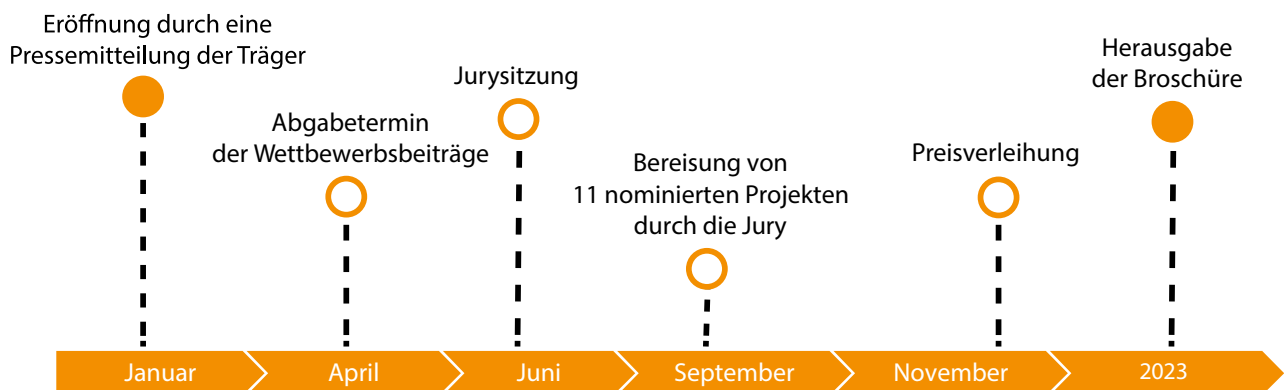 Eröffnung durch eine
Pressemitteilung der Träger
Abgabetermin
der Wettbewerbsbeiträge
Jurysitzung
Bereisung von
11 nominierten Projekten
durch die Jury
Preisverleihung
Herausgabe
der Broschüre
Januar
April
Juni
September
November
2023